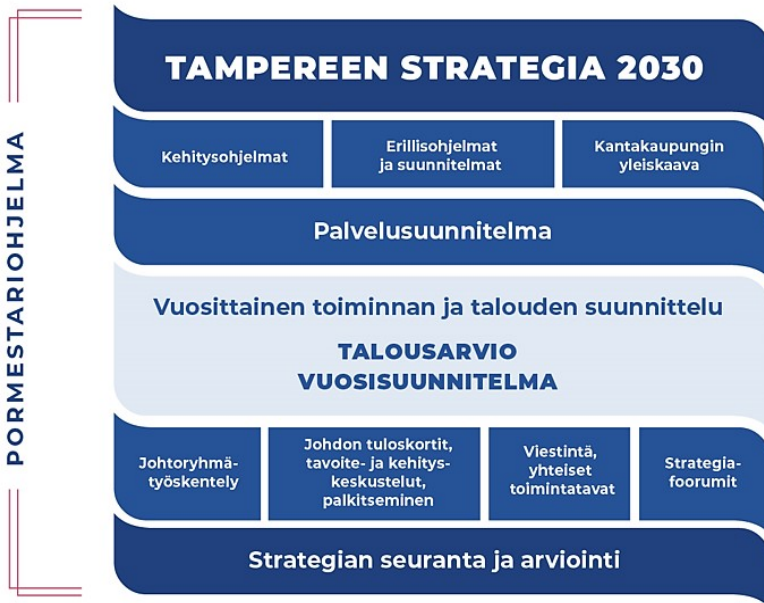 PORMESTARIOHJELMA
TAMPEREEN STRATEGIA 2030
Kehitysohjelmat
Erillisohjelmat
ja suunnitelmat
Kantakaupungin
yleiskaava
Palvelusuunnitelma
Vuosittainen toiminnan ja talouden suunnittelu
TALOUSARVIO
VUOSISUUNNITELMA
Johtoryhmä-
työskentely
Johdon tuloskortit,
tavoite- ja kehitys-
keskustelut,
palkitseminen
Viestintä,
yhteiset
toimintatavat
Strategia-
foorumit
Strategian seuranta ja arviointi